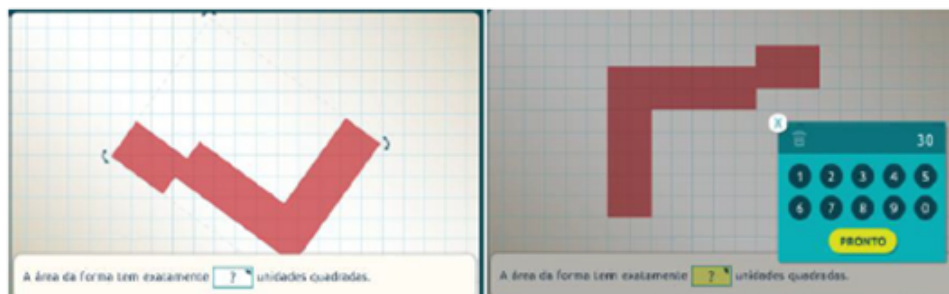 A área da forma tem exatamente ? unidades quadradas.
X
30
1 2 3 4 5
6 7 8 9 0
PRONTO
A área da forma tem exatamente ? unidades quadradas.